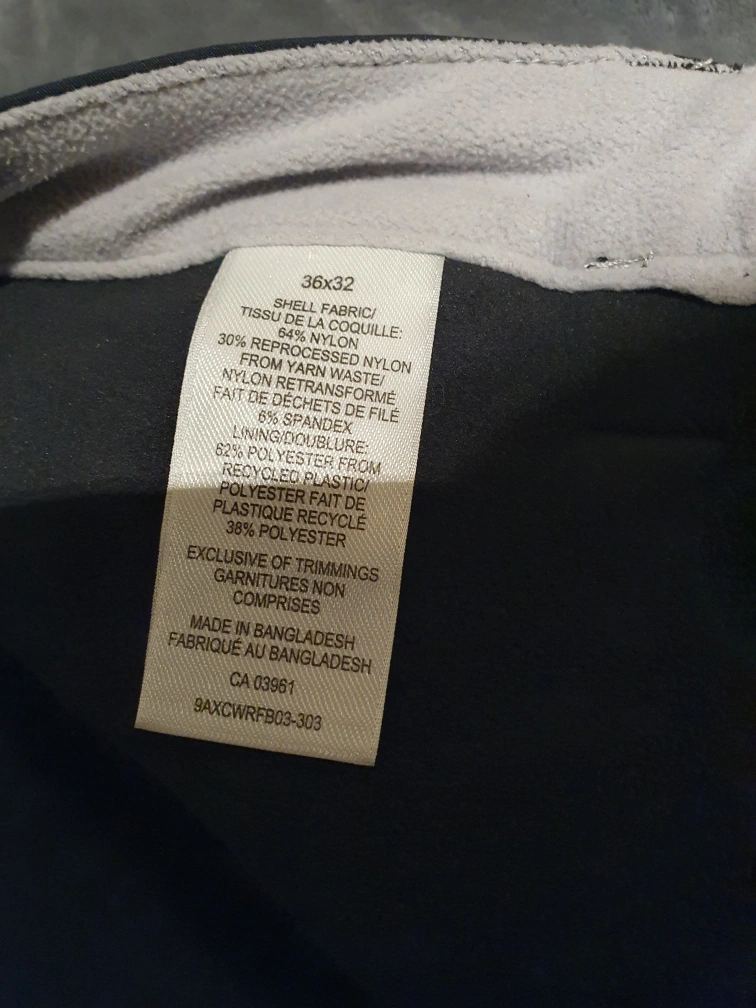 36x32
SHELL FABRIC/
TISSU DE LA COQUILLE:
64% NYLON
30% REPROCESSED NYLON
FROM YARN WASTE/
NYLON RETRANSFORMÉ
FAIT DE DÉCHETS DE FILÉ
6% SPANDEX
LINING/DOUBLURE:
62% POLYESTER FROM
RECYCLED PLASTIC/
POLYESTER FAIT DE
PLASTIQUE RECYCLÉ
38% POLYESTER
EXCLUSIVE OF TRIMMINGS
GARNITURES NON
COMPRISES
MADE IN BANGLADESH
FABRIQUÉ AU BANGLADESH
CA 03961
9AXCWRFB03-303